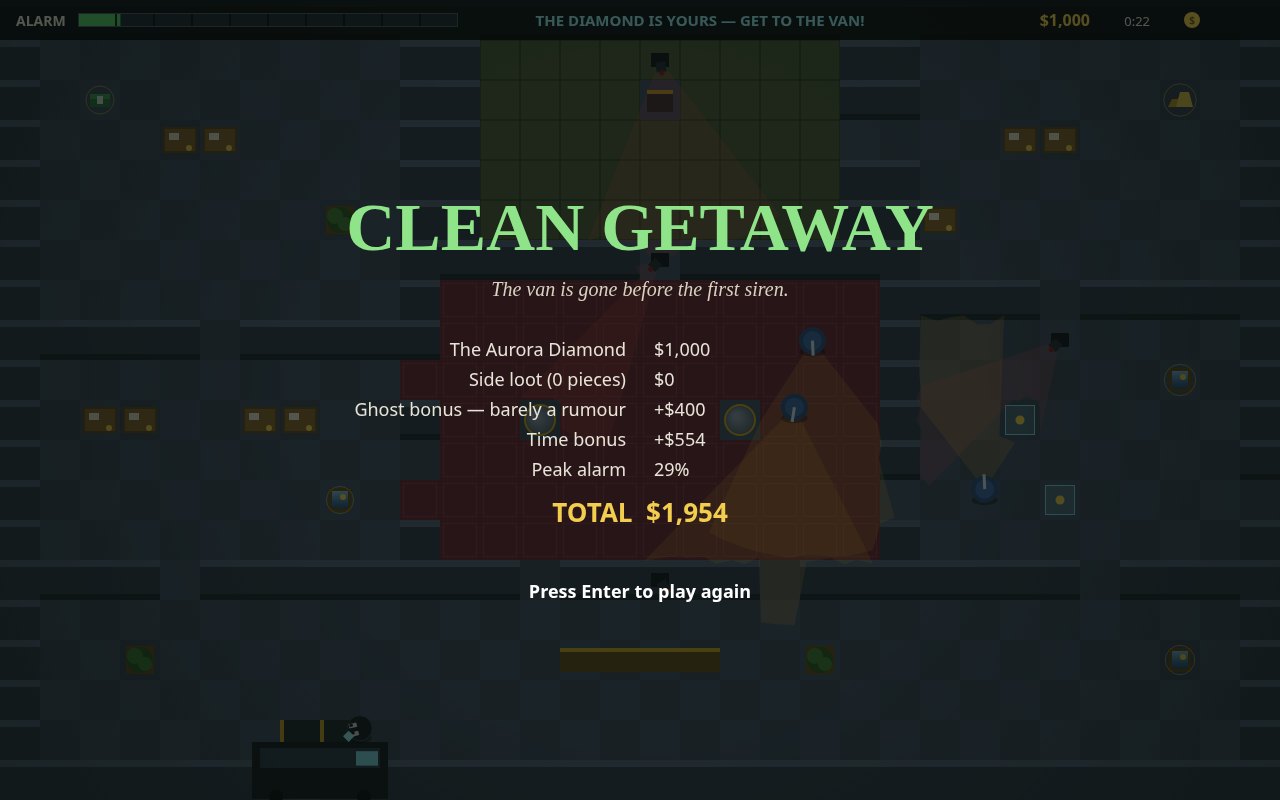 ALARM THE DIAMOND IS YOURS — GET TO THE VAN! $1,000 0:22 $
CLEAN GETAWAY
The van is gone before the first siren.
The Aurora Diamond $1,000
Side loot (0 pieces) $0
Ghost bonus — barely a rumour +$400
Time bonus +$554
Peak alarm 29%
TOTAL $1,954
Press Enter to play again